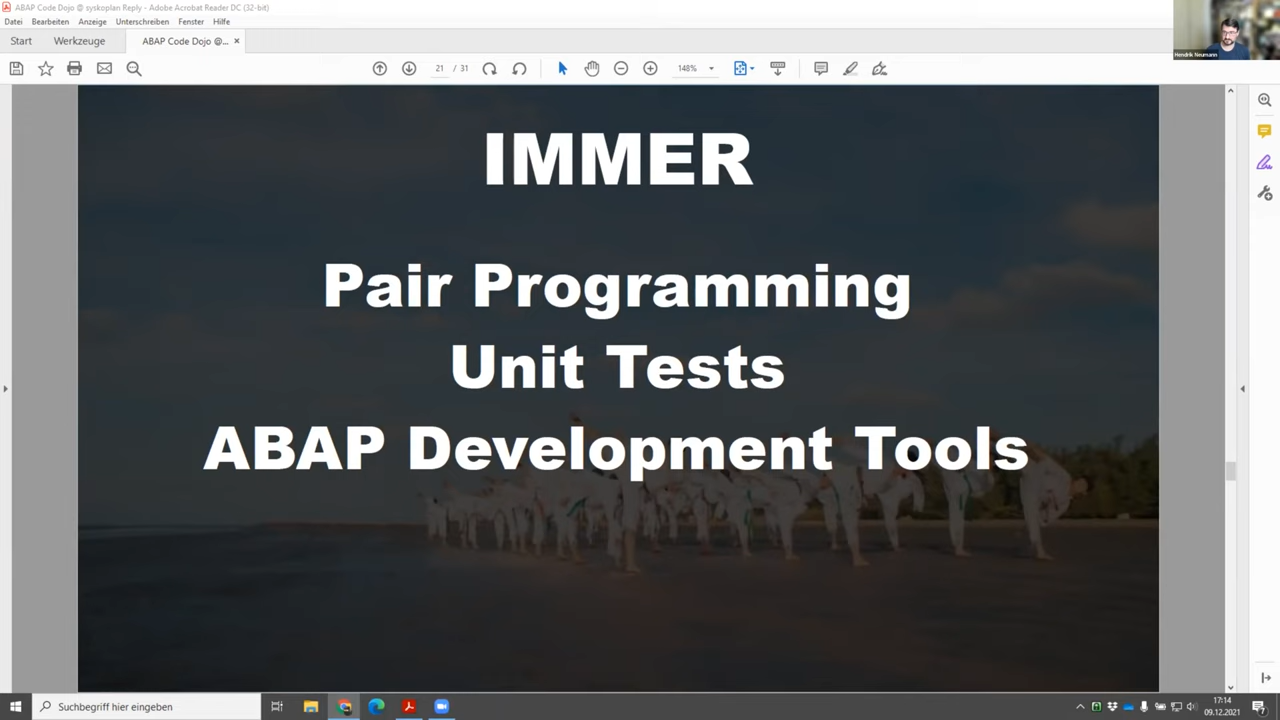 ABAP Code Dojo @ syskoplan Reply - Adobe Acrobat Reader DC (32-bit)
Datei Bearbeiten Anzeige Unterschreiben Fenster Hilfe
Start Werkzeuge ABAP Code Dojo @... ×
21 / 31 148%
Hendrik Neumann
IMMER
Pair Programming
Unit Tests
ABAP Development Tools
Suchbegriff hier eingeben
17:14
09.12.2021
7